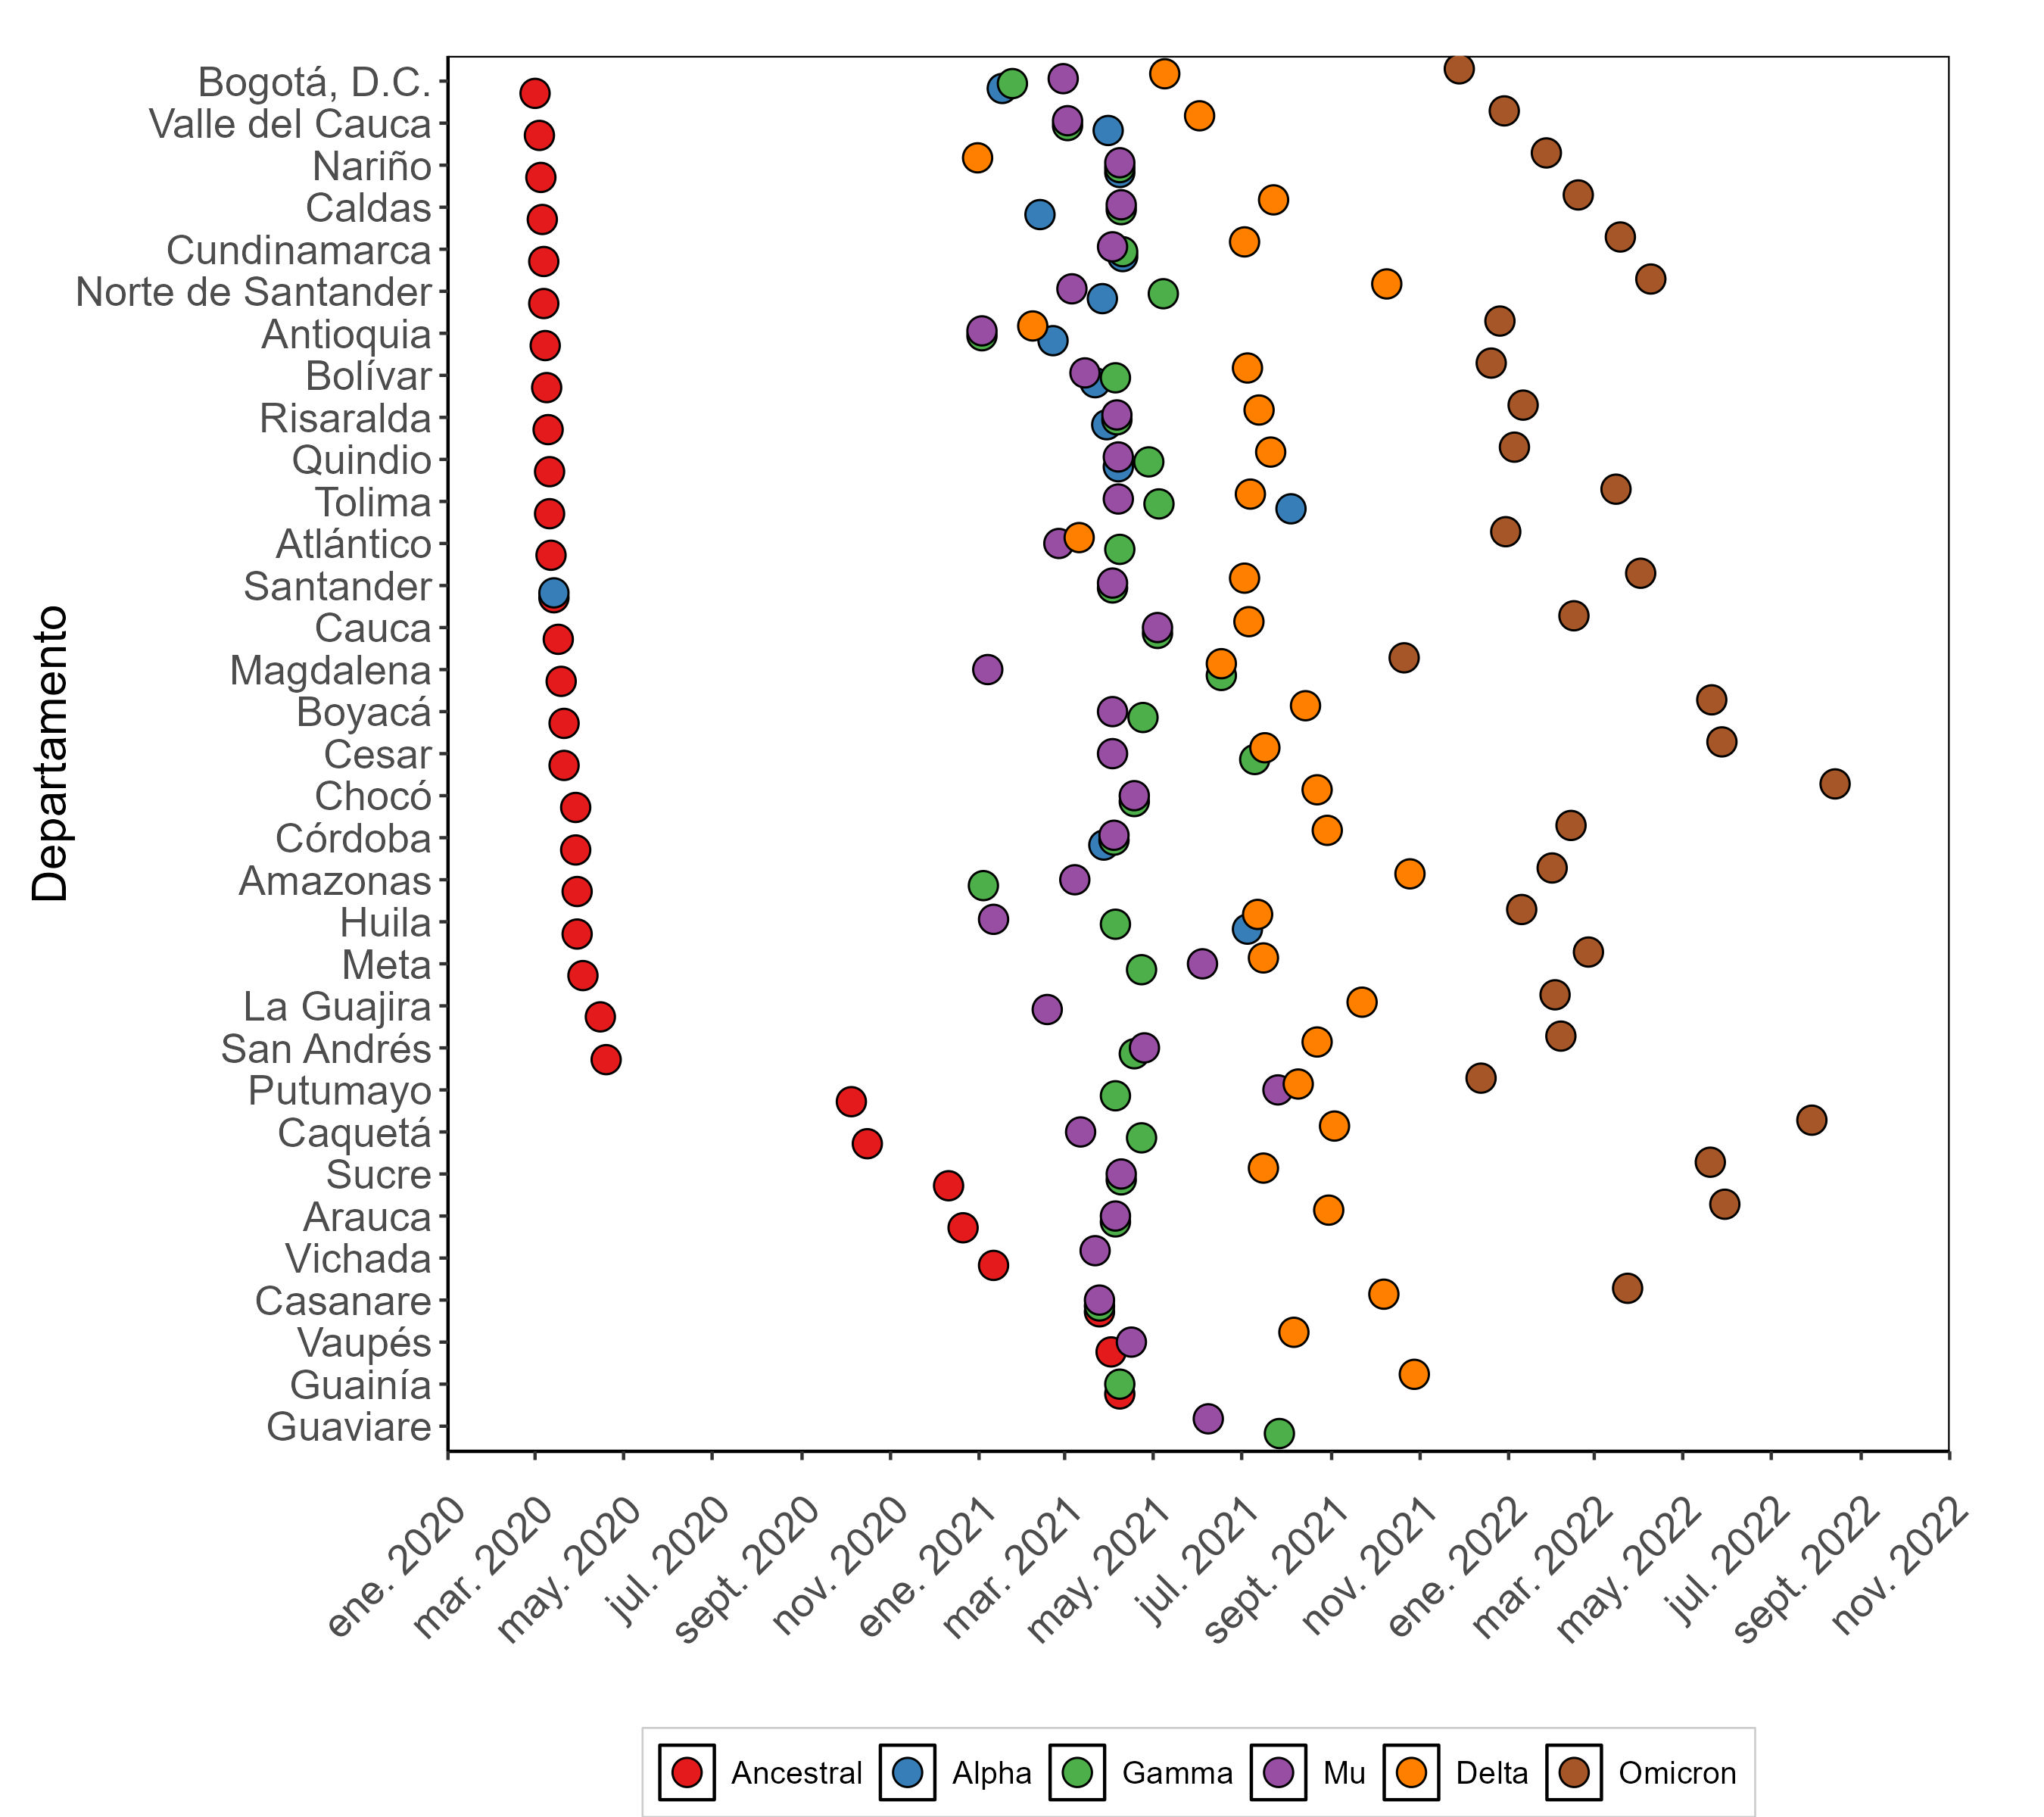 Departamento
Bogotá, D.C.
Valle del Cauca
Nariño
Caldas
Cundinamarca
Norte de Santander
Antioquia
Bolívar
Risaralda
Quindio
Tolima
Atlántico
Santander
Cauca
Magdalena
Boyacá
Cesar
Chocó
Córdoba
Amazonas
Huila
Meta
La Guajira
San Andrés
Putumayo
Caquetá
Sucre
Arauca
Vichada
Casanare
Vaupés
Guainía
Guaviare
ene. 2020
mar. 2020
may. 2020
jul. 2020
sept. 2020
nov. 2020
ene. 2021
mar. 2021
may. 2021
jul. 2021
sept. 2021
nov. 2021
ene. 2022
mar. 2022
may. 2022
jul. 2022
sept. 2022
nov. 2022
Ancestral Alpha Gamma Mu Delta Omicron